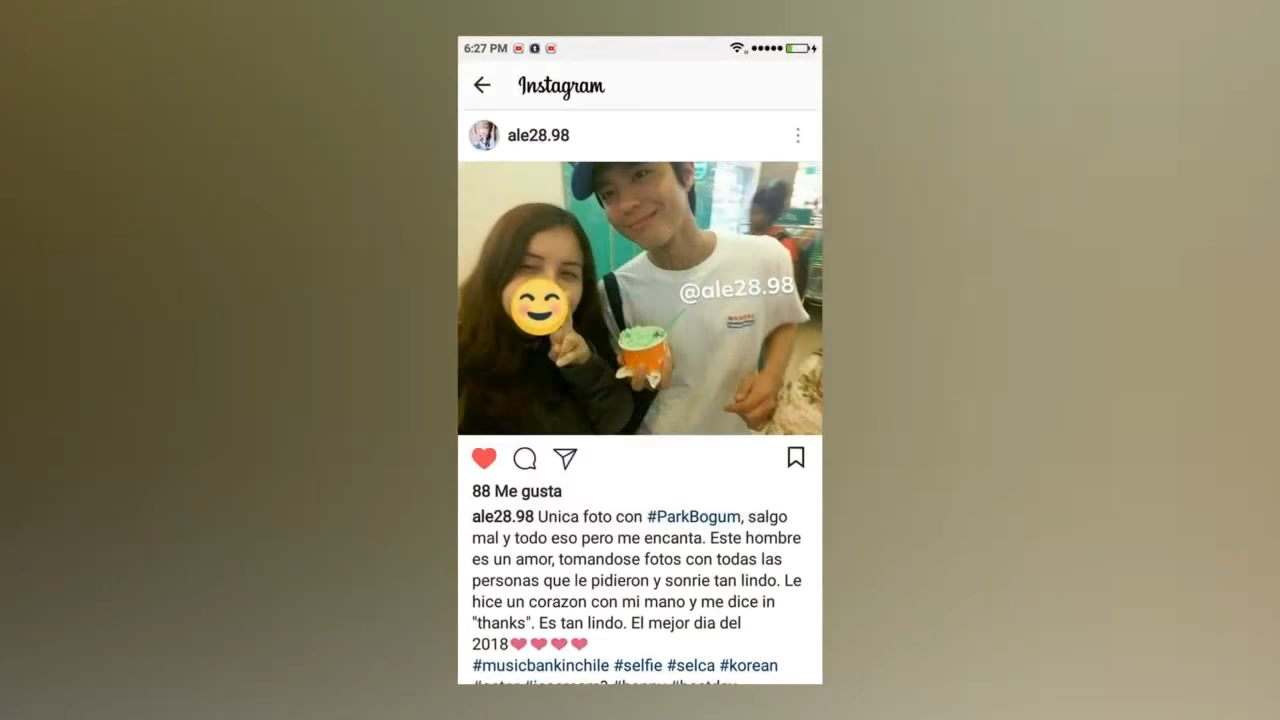 6:27 PM
Instagram
ale28.98
@ale28.98
88 Me gusta
ale28.98 Unica foto con #ParkBogum, salgo
mal y todo eso pero me encanta. Este hombre
es un amor, tomandose fotos con todas las
personas que le pidieron y sonrie tan lindo. Le
hice un corazon con mi mano y me dice in
"thanks". Es tan lindo. El mejor dia del
2018
#musicbankinchile #selfie #selca #korean